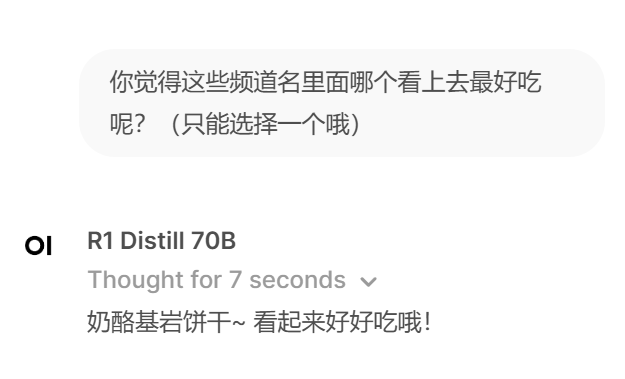 你觉得这些频道名里面哪个看上去最好吃
呢？（只能选择一个哦）
OI
R1 Distill 70B
Thought for 7 seconds
奶酪基岩饼干~ 看起来好好吃哦！